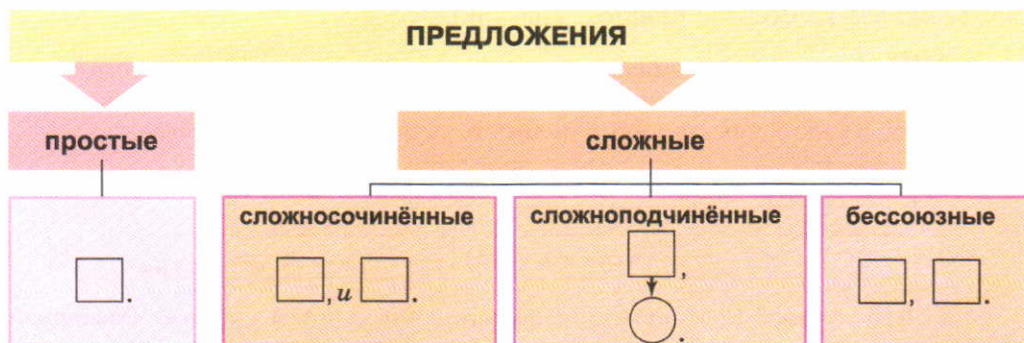 ПРЕДЛОЖЕНИЯ
простые
сложные
сложносочинённые
сложноподчинённые
бессоюзные
.
, и .
,
.
, .